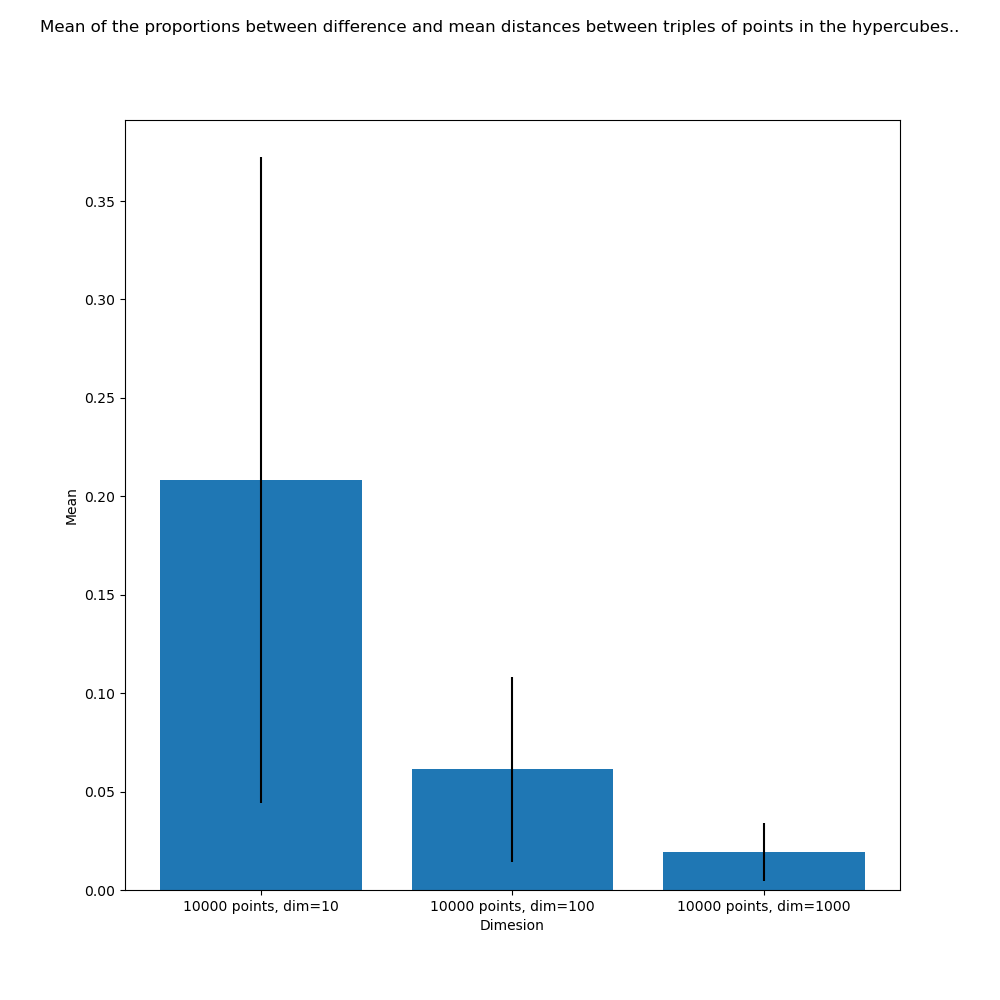 Mean of the proportions between difference and mean distances between triples of points in the hypercubes..
0.35
0.30
0.25
0.20
0.15
0.10
0.05
0.00
Mean
10000 points, dim=10
10000 points, dim=100
10000 points, dim=1000
Dimesion